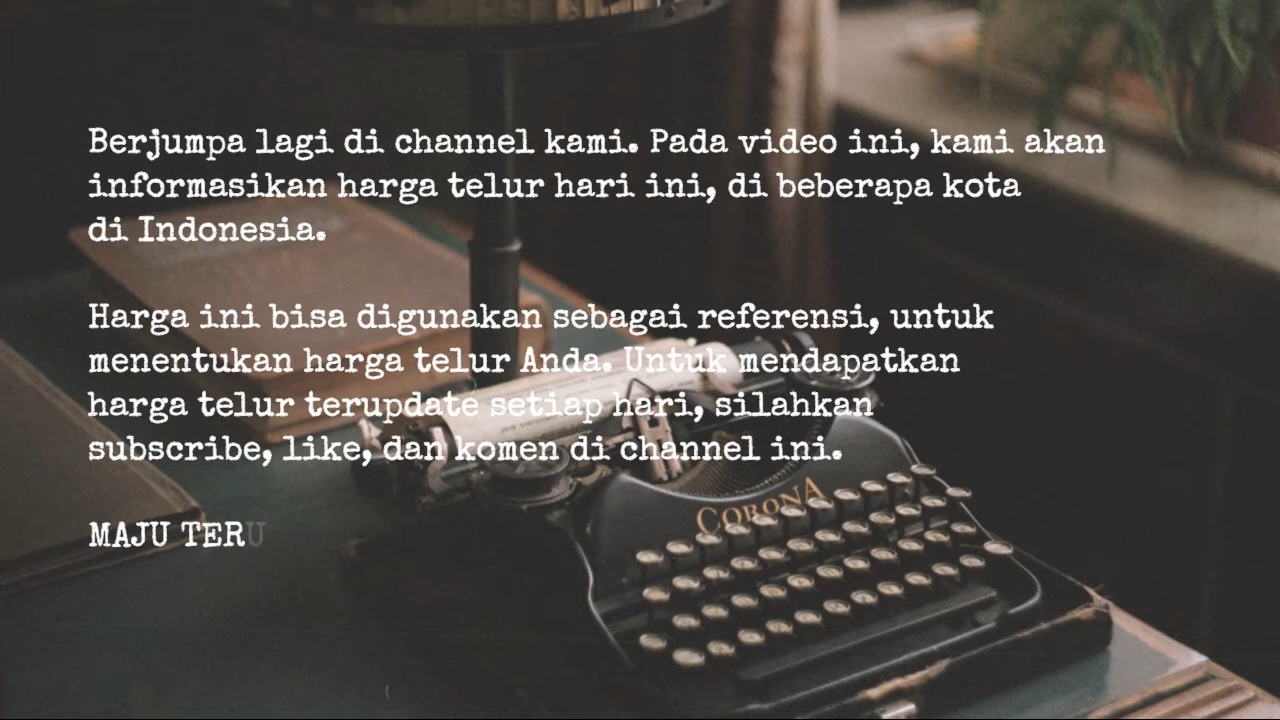 Berjumpa lagi di channel kami. Pada video ini, kami akan
informasikan harga telur hari ini, di beberapa kota
di Indonesia.
Harga ini bisa digunakan sebagai referensi, untuk
menentukan harga telur Anda. Untuk mendapatkan
harga telur terupdate setiap hari, silahkan
subscribe, like, dan komen di channel ini.
MAJU TERU
CORONA